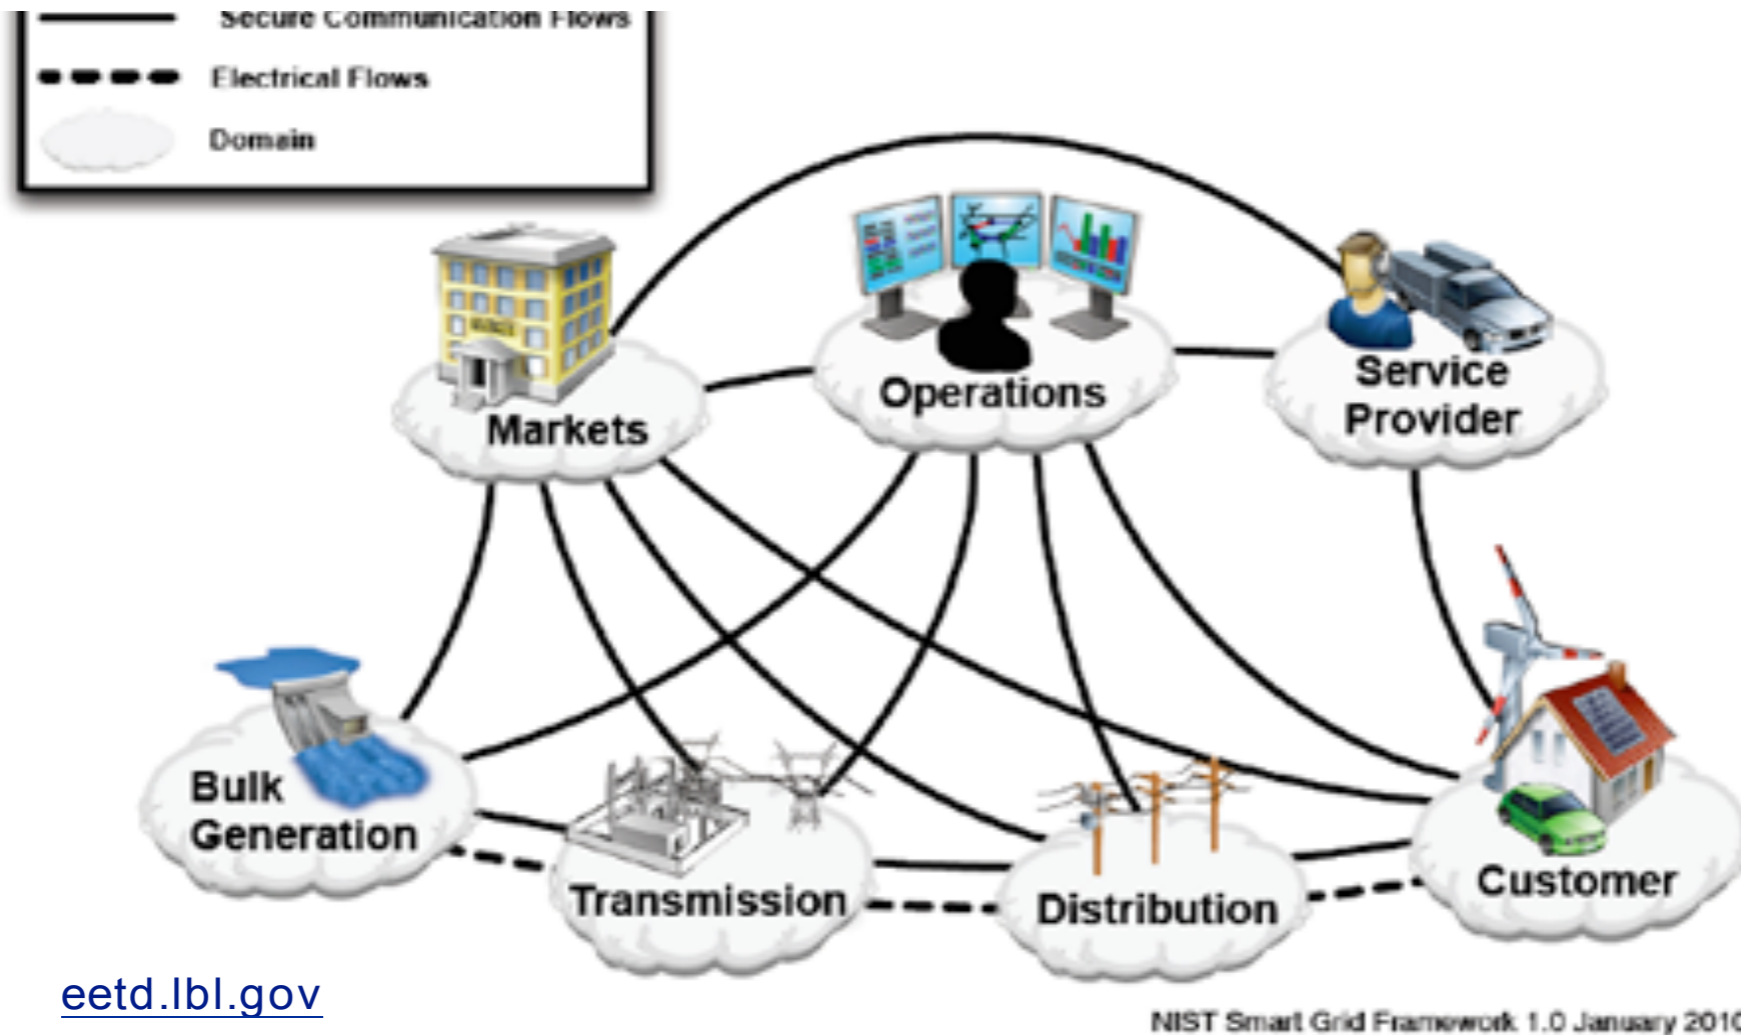 Secure Communication Flows
Electrical Flows
Domain
Markets
Operations
Service
Provider
Bulk
Generation
Transmission
Distribution
Customer
eetd.lbl.gov
NIST Smart Grid Framework 1.0 January 2010